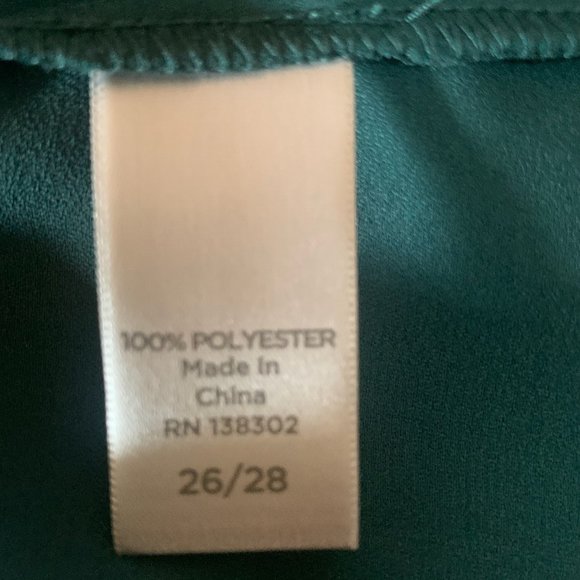 100% POLYESTER
Made In
China
RN 138302
26/28